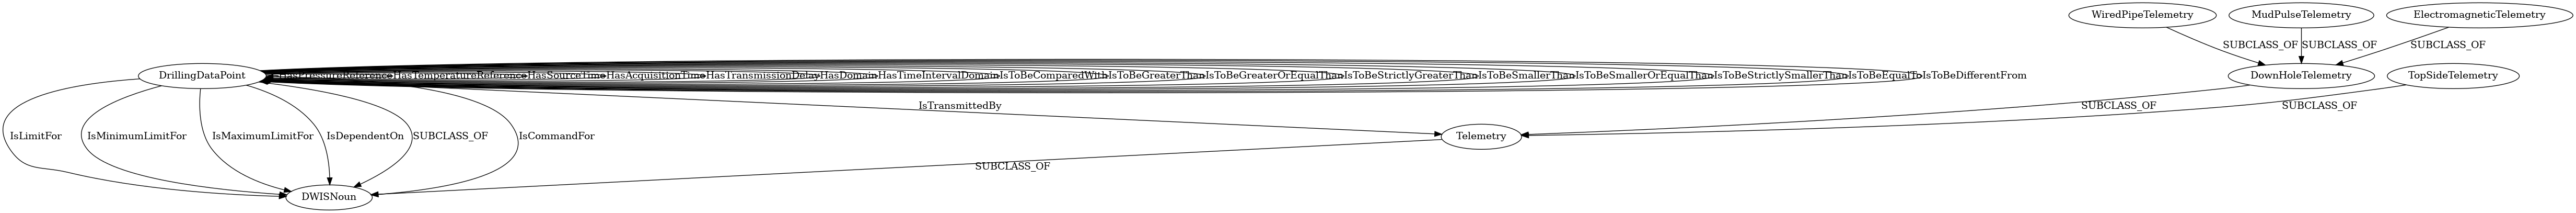 WiredPipeTelemetry
MudPulseTelemetry
ElectromagneticTelemetry
SUBCLASS_OF
SUBCLASS_OF
SUBCLASS_OF
DrillingDataPoint
HasPressureReference
HasTemperatureReference
HasSourceTime
HasAcquisitionTime
HasTransmissionDelay
HasDomain
HasTimeIntervalDomain
IsToBeComparedWith
IsToBeGreaterThan
IsToBeGreaterOrEqualThan
IsToBeStrictlyGreaterThan
IsToBeSmallerThan
IsToBeSmallerOrEqualThan
IsToBeStrictlySmallerThan
IsToBeEqualTo
IsToBeDifferentFrom
DownHoleTelemetry
TopSideTelemetry
IsTransmittedBy
SUBCLASS_OF
SUBCLASS_OF
IsLimitFor
IsMinimumLimitFor
IsMaximumLimitFor
IsDependentOn
SUBCLASS_OF
IsCommandFor
Telemetry
SUBCLASS_OF
DWISNoun